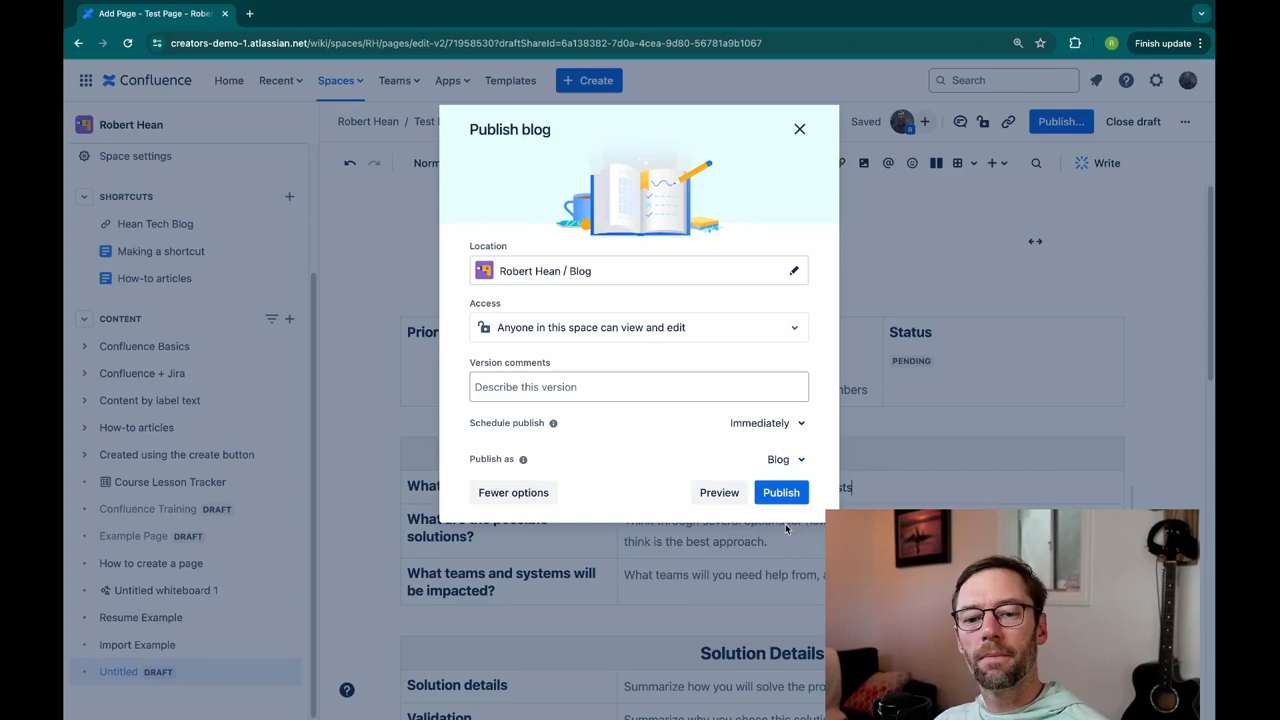 Add Page - Test Page - Rober
creators-demo-1.atlassian.net/wiki/spaces/RH/pages/edit-v2/71958530?draftShareId=6a138382-7d0a-4cea-9d80-56781a9b1067
R
Finish update
Confluence
Home
Recent
Spaces
Teams
Apps
Templates
+ Create
Search
Robert Hean
Space settings
SHORTCUTS
Hean Tech Blog
Making a shortcut
How-to articles
CONTENT
Confluence Basics
Confluence + Jira
Content by label text
How-to articles
Created using the create button
Course Lesson Tracker
Confluence Training DRAFT
Example Page DRAFT
How to create a page
Untitled whiteboard 1
Resume Example
Import Example
Untitled DRAFT
Robert Hean / Test
Saved
R
Publish...
Close draft
Norm
Write
Publish blog
Location
Robert Hean / Blog
Access
Anyone in this space can view and edit
Version comments
Describe this version
Schedule publish
Immediately
Publish as
Blog
Fewer options
Preview
Publish
Prior
mbers
Status
PENDING
What
sts
What are the possible
solutions?
Think through several options for how
think is the best approach.
What teams and systems will
be impacted?
What teams will you need help from, a
Solution Details
Solution details
Summarize how you will solve the pro
Validation